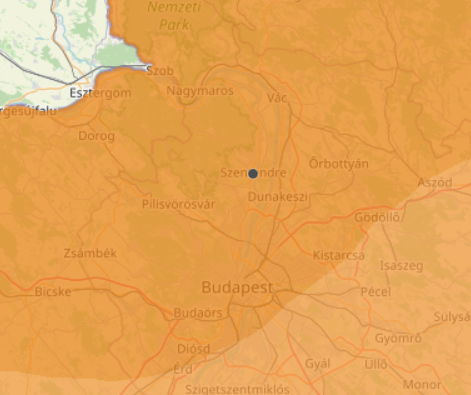 Nemzeti
Park
Szob
Esztergom
Nagymaros
Vác
rgesújfalu
Dorog
Őrbottyán
Szentendre
Aszód
Dunakeszi
Pilisvörösvár
Gödöllő
Zsámbék
Kistarcsa
Isaszeg
Budapest
Bicske
Pécel
Budaörs
Sulysá
Gyömrő
Diósd
Gyál
Üllő
Érd
Monor
Szigetszentmiklós